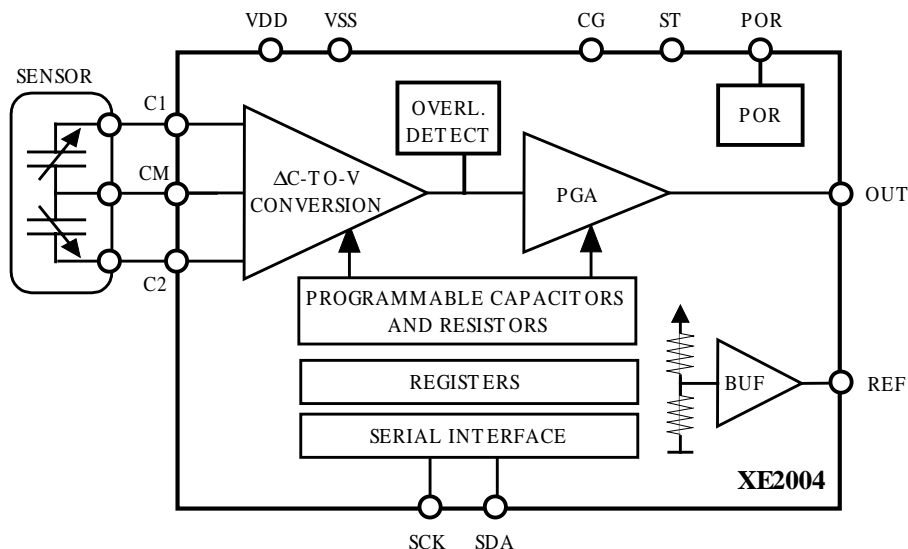 VDD
VSS
CG
ST
POR
SENSOR
C1
CM
C2
ΔC-TO-V
CONVERSION
OVERL.
DETECT
POR
PGA
OUT
PROGRAMMABLE CAPACITORS
AND RESISTORS
REGISTERS
SERIAL INTERFACE
BUF
REF
XE2004
SCK
SDA